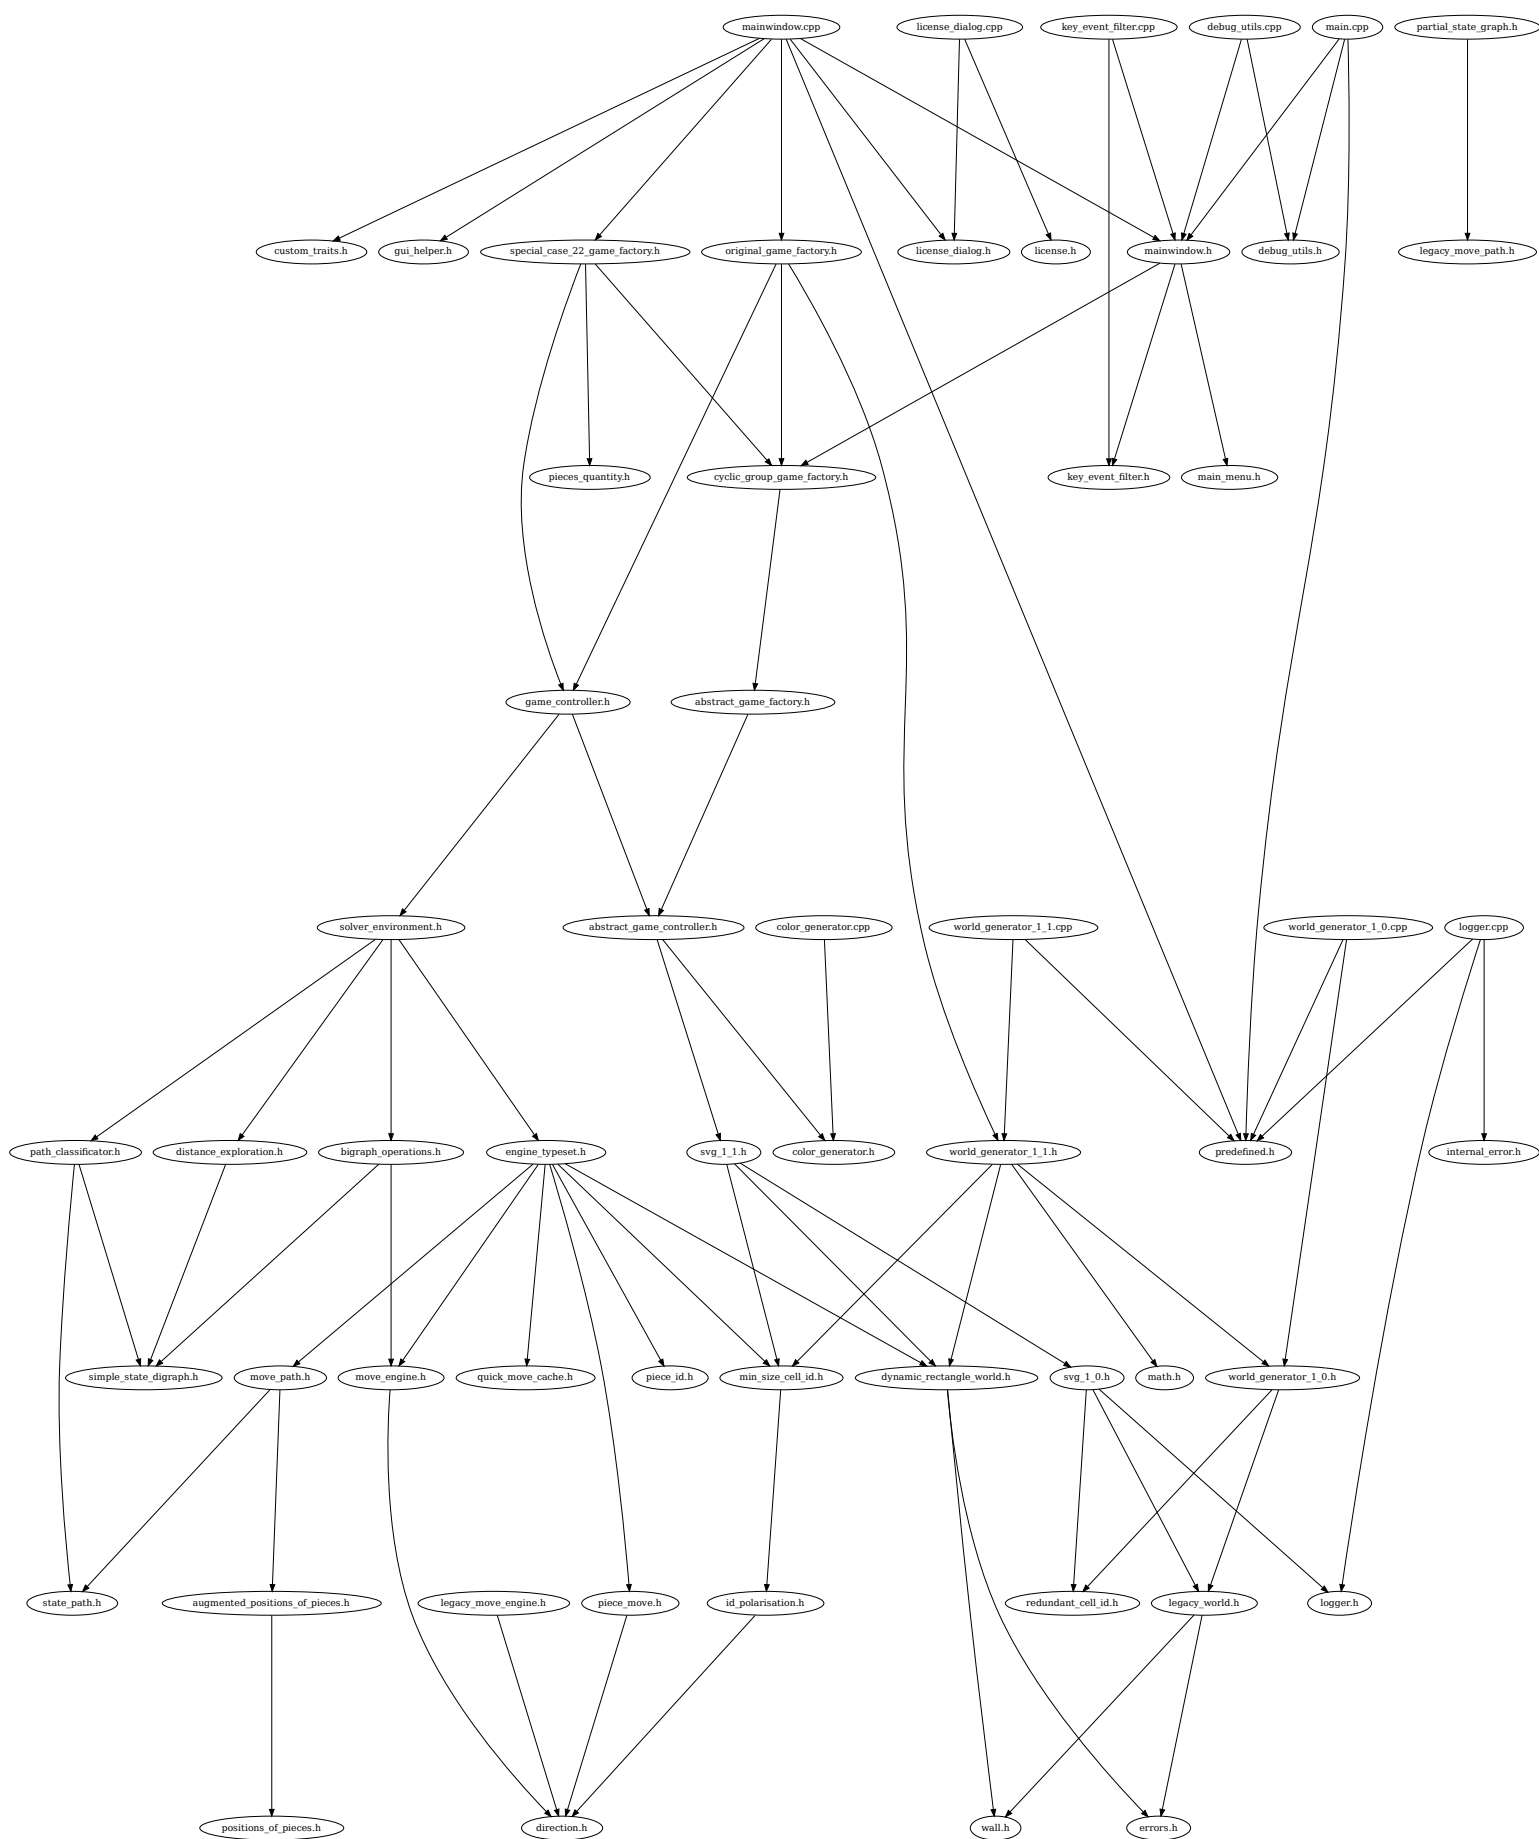 mainwindow.cpp
license_dialog.cpp
key_event_filter.cpp
debug_utils.cpp
main.cpp
partial_state_graph.h
custom_traits.h
gui_helper.h
special_case_22_game_factory.h
original_game_factory.h
license_dialog.h
license.h
mainwindow.h
debug_utils.h
legacy_move_path.h
pieces_quantity.h
cyclic_group_game_factory.h
key_event_filter.h
main_menu.h
game_controller.h
abstract_game_factory.h
solver_environment.h
abstract_game_controller.h
color_generator.cpp
world_generator_1_1.cpp
world_generator_1_0.cpp
logger.cpp
path_classificator.h
distance_exploration.h
bigraph_operations.h
engine_typeset.h
svg_1_1.h
color_generator.h
world_generator_1_1.h
predefined.h
internal_error.h
simple_state_digraph.h
move_path.h
move_engine.h
quick_move_cache.h
piece_id.h
min_size_cell_id.h
dynamic_rectangle_world.h
svg_1_0.h
math.h
world_generator_1_0.h
state_path.h
augmented_positions_of_pieces.h
legacy_move_engine.h
piece_move.h
id_polarisation.h
redundant_cell_id.h
legacy_world.h
logger.h
positions_of_pieces.h
direction.h
wall.h
errors.h